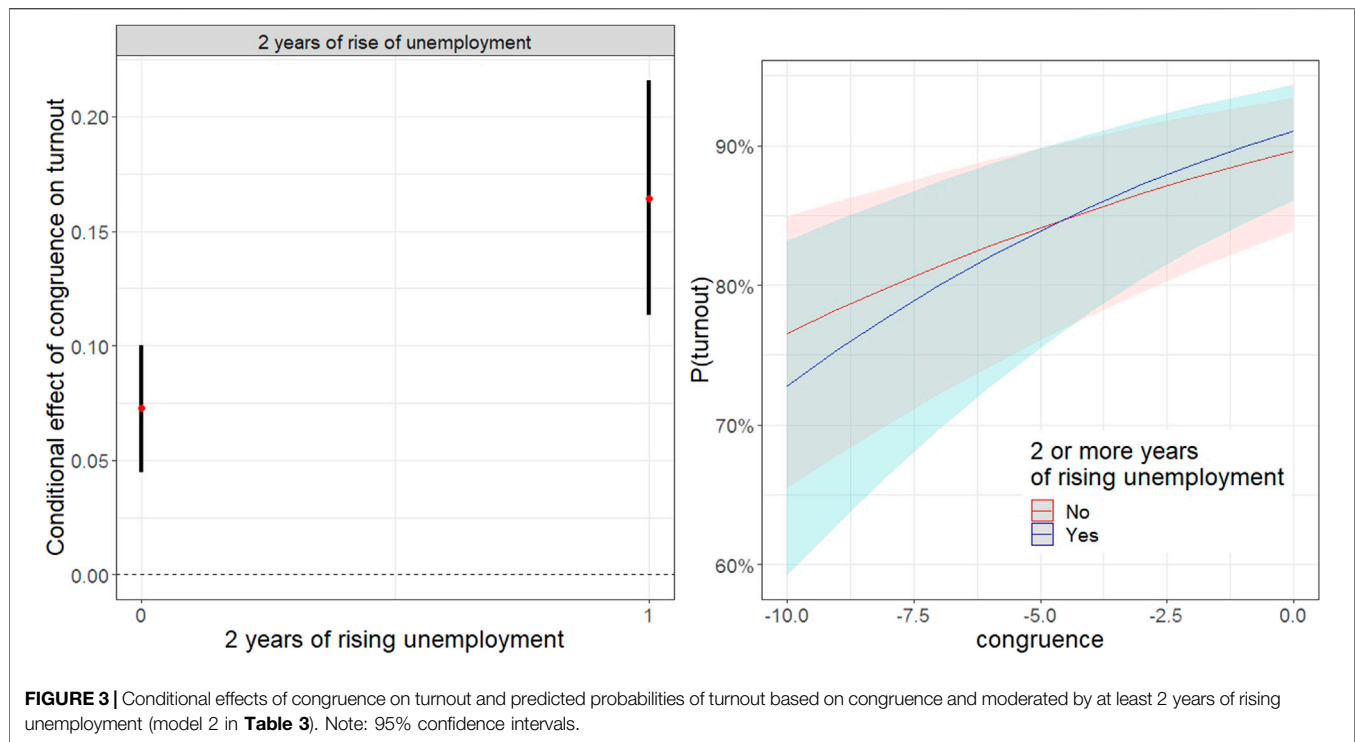 2 years of rise of unemployment
Conditional effect of congruence on turnout
0.20
0.15
0.10
0.05
0.00
0
1
2 years of rising unemployment
P(turnout)
90%
80%
70%
60%
2 or more years
of rising unemployment
No
Yes
-10.0
-7.5
-5.0
-2.5
0.0
congruence
FIGURE 3 | Conditional effects of congruence on turnout and predicted probabilities of turnout based on congruence and moderated by at least 2 years of rising
unemployment (model 2 in Table 3). Note: 95% confidence intervals.